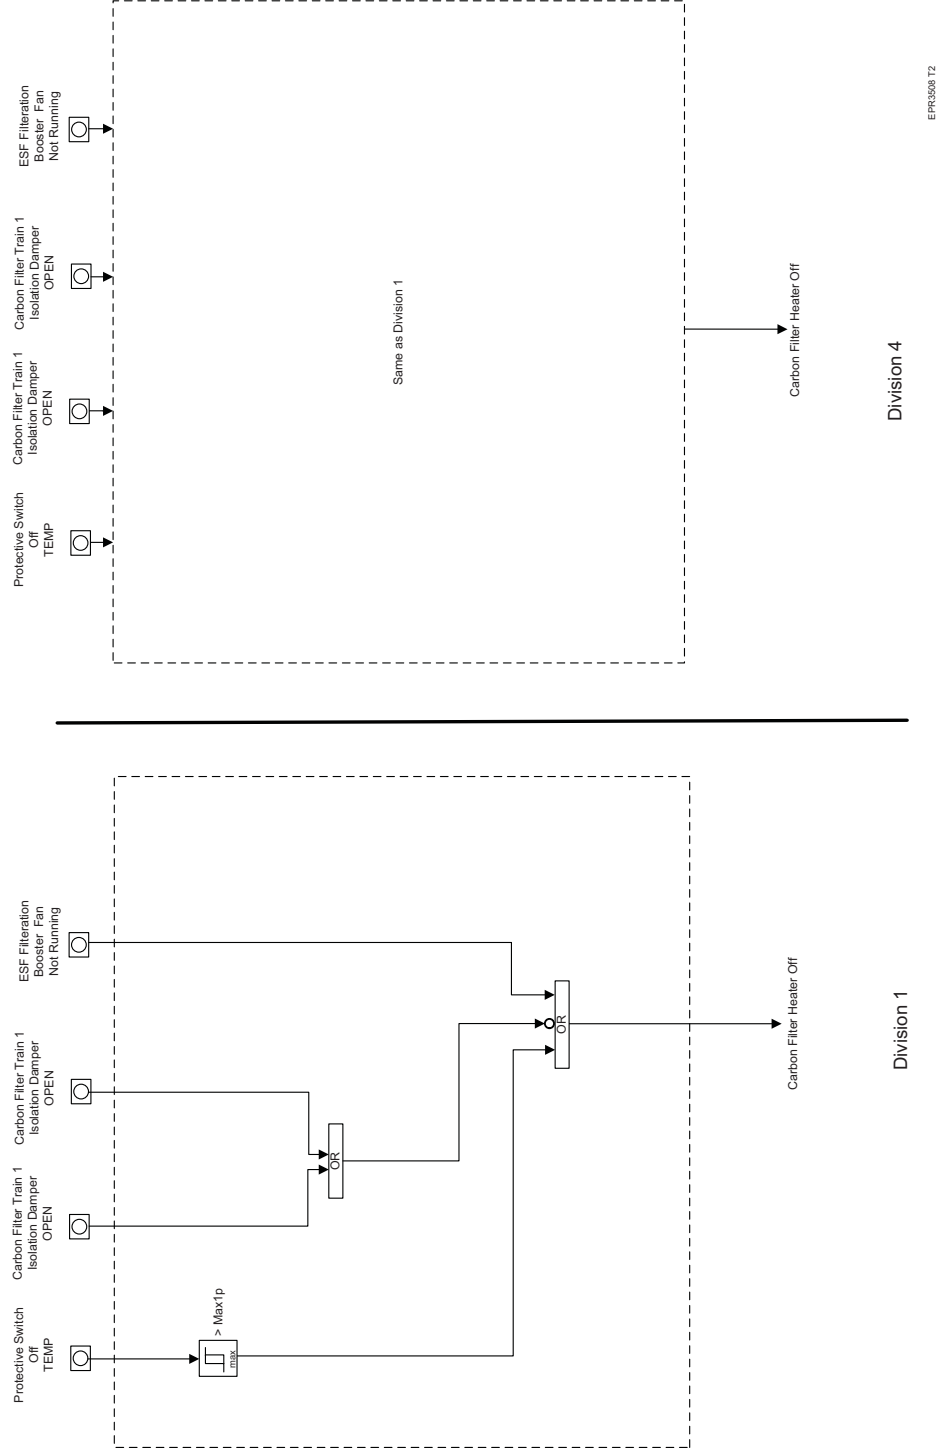 Protective Switch
Off
TEMP
Carbon Filter Train 1
Isolation Damper
OPEN
Carbon Filter Train 1
Isolation Damper
OPEN
ESF Filteration
Booster Fan
Not Running
> Max1p
max
OR
OR
Carbon Filter Heater Off
Division 1
Protective Switch
Off
TEMP
Carbon Filter Train 1
Isolation Damper
OPEN
Carbon Filter Train 1
Isolation Damper
OPEN
ESF Filteration
Booster Fan
Not Running
Same as Division 1
Carbon Filter Heater Off
Division 4
EPR3508 T2